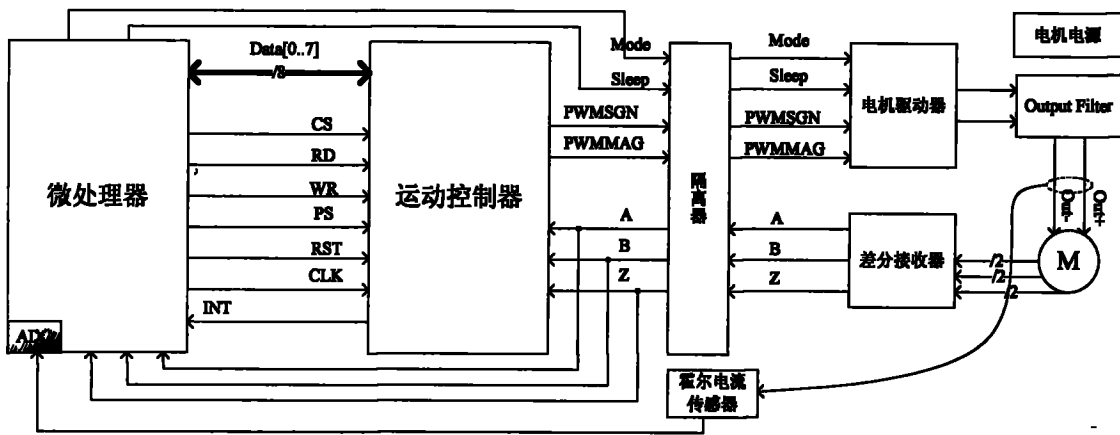 Data[0..7]
/8
CS
RD
WR
PS
RST
CLK
INT
微处理器
运动控制器
Mode
Sleep
PWMSGN
PWMMAG
A
B
Z
隔离器
Mode
Sleep
PWMSGN
PWMMAG
A
B
Z
电机驱动器
差分接收器
电机电源
Output Filter
Out-
Out+
M
/2
/2
/2
霍尔电流
传感器